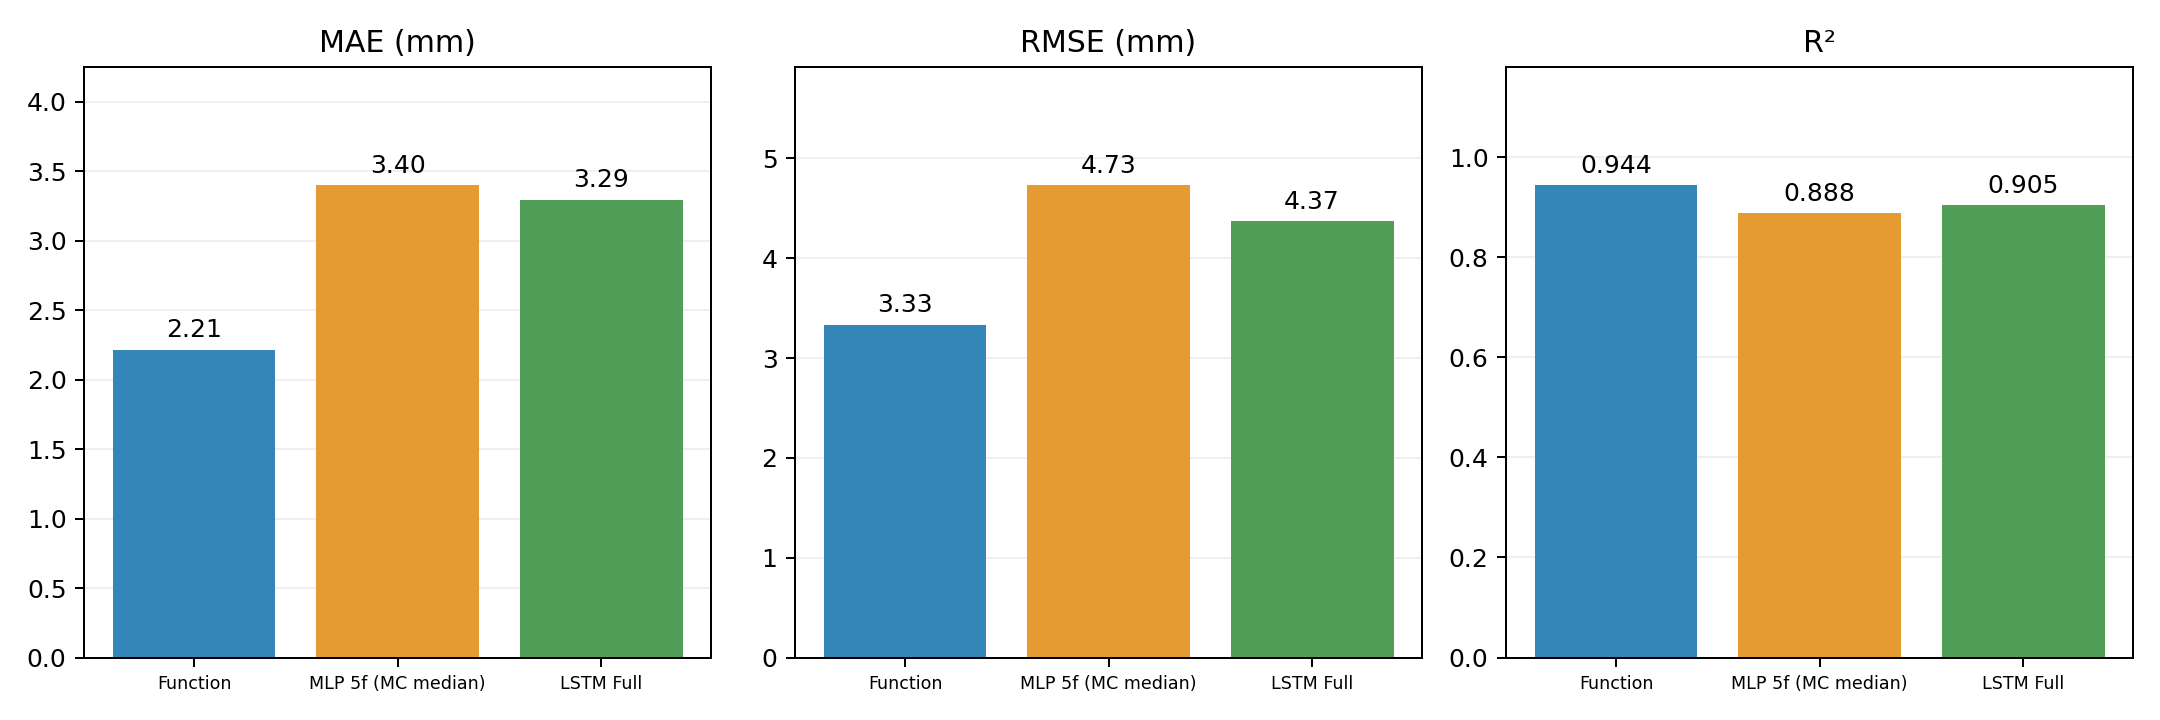 MAE (mm)
4.0
3.5
3.0
2.5
2.0
1.5
1.0
0.5
0.0
2.21
3.40
3.29
Function
MLP 5f (MC median)
LSTM Full
RMSE (mm)
5
4
3
2
1
0
3.33
4.73
4.37
Function
MLP 5f (MC median)
LSTM Full
R²
1.0
0.8
0.6
0.4
0.2
0.0
0.944
0.888
0.905
Function
MLP 5f (MC median)
LSTM Full